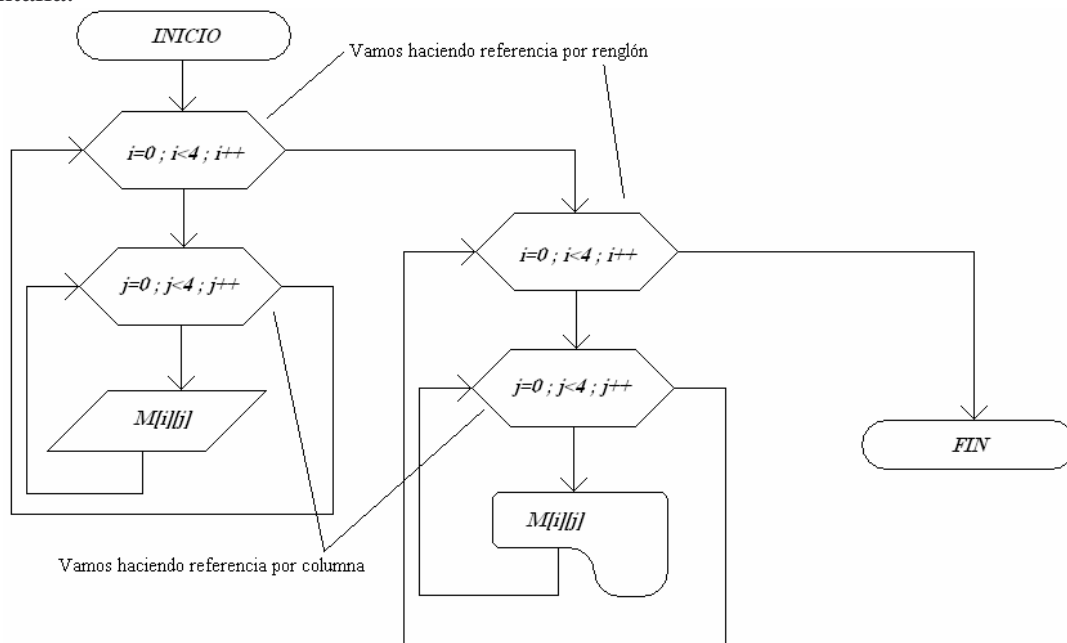 INICIO
Vamos haciendo referencia por renglón
i=0 ; i<4 ; i++
i=0 ; i<4 ; i++
j=0 ; j<4 ; j++
j=0 ; j<4 ; j++
M[i][j]
FIN
M[i][j]
Vamos haciendo referencia por columna